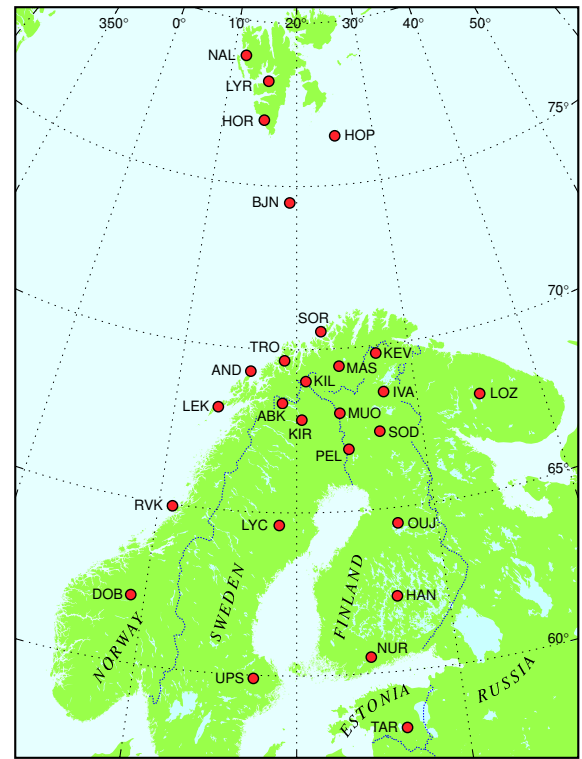 350° 0° 10° 20° 30° 40° 50°
NAL
LYR
75°
HOR
HOP
BJN
70°
SOR
TRO
KEV
AND
MAS
KIL
IVA
LOZ
LEK
ABK
MUO
KIR
SOD
PEL
65°
RVK
LYC
OUJ
DOB
HAN
SWEDEN
FINLAND
NORWAY
60°
NUR
UPS
RUSSIA
ESTONIA
TAR